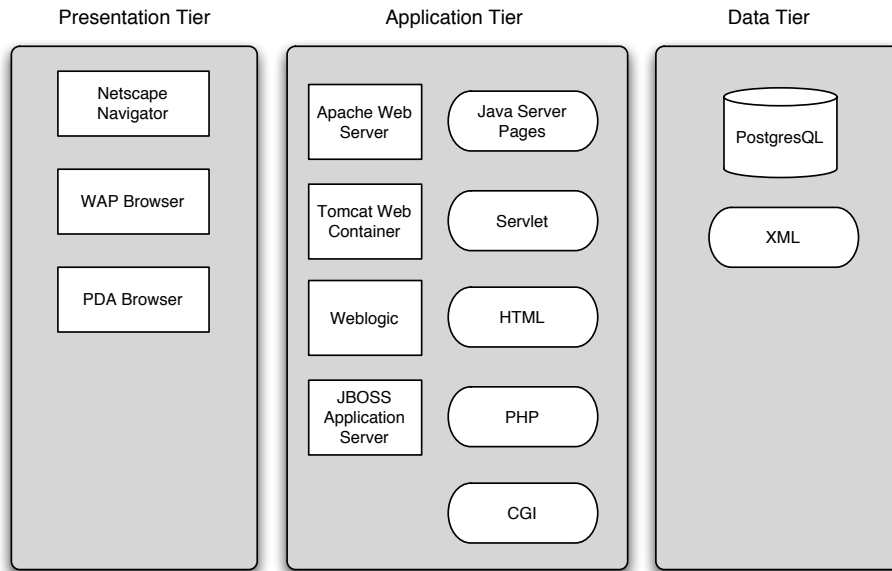 Presentation Tier
Netscape
Navigator
WAP Browser
PDA Browser
Application Tier
Apache Web
Server
Tomcat Web
Container
Weblogic
JBOSS
Application
Server
Java Server
Pages
Servlet
HTML
PHP
CGI
Data Tier
PostgresQL
XML